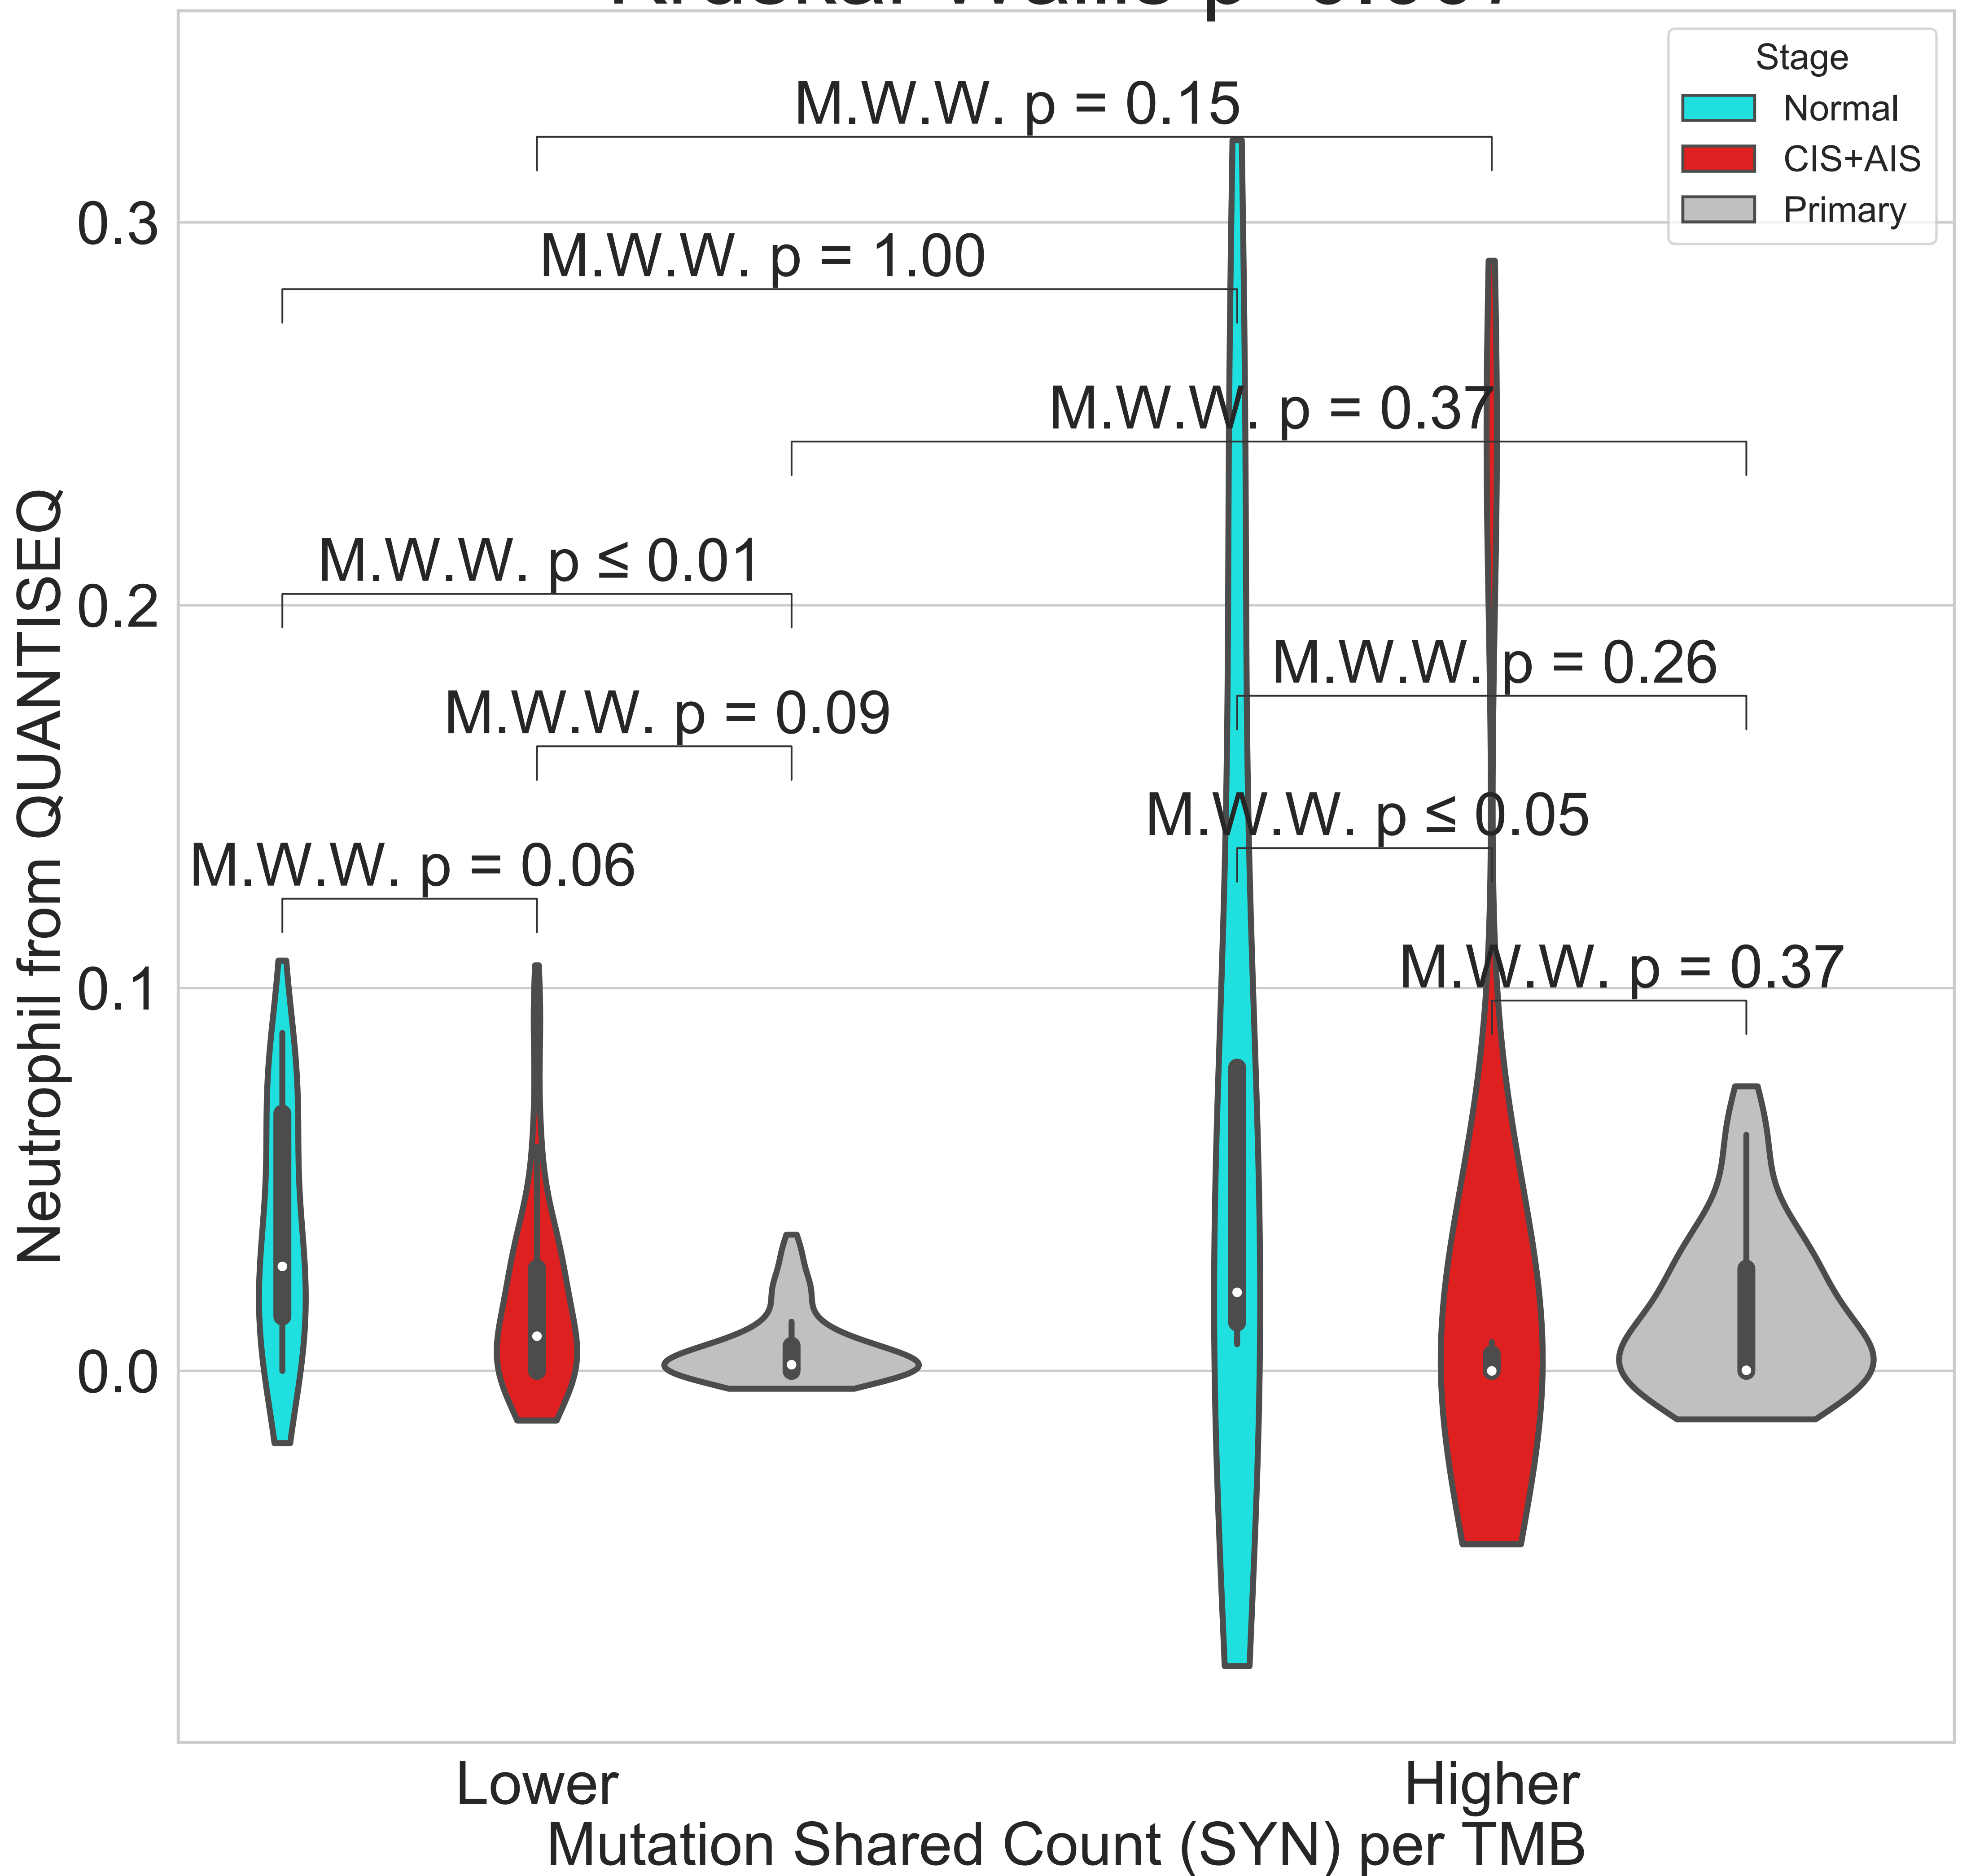 Stage
Normal
CIS+AIS
Primary
M.W.W. p = 0.15
M.W.W. p = 1.00
M.W.W. p = 0.37
M.W.W. p ≤ 0.01
M.W.W. p = 0.26
M.W.W. p = 0.09
M.W.W. p ≤ 0.05
M.W.W. p = 0.06
M.W.W. p = 0.37
0.3
0.2
0.1
0.0
Neutrophil from QUANTISEQ
Lower
Higher
Mutation Shared Count (SYN) per TMB